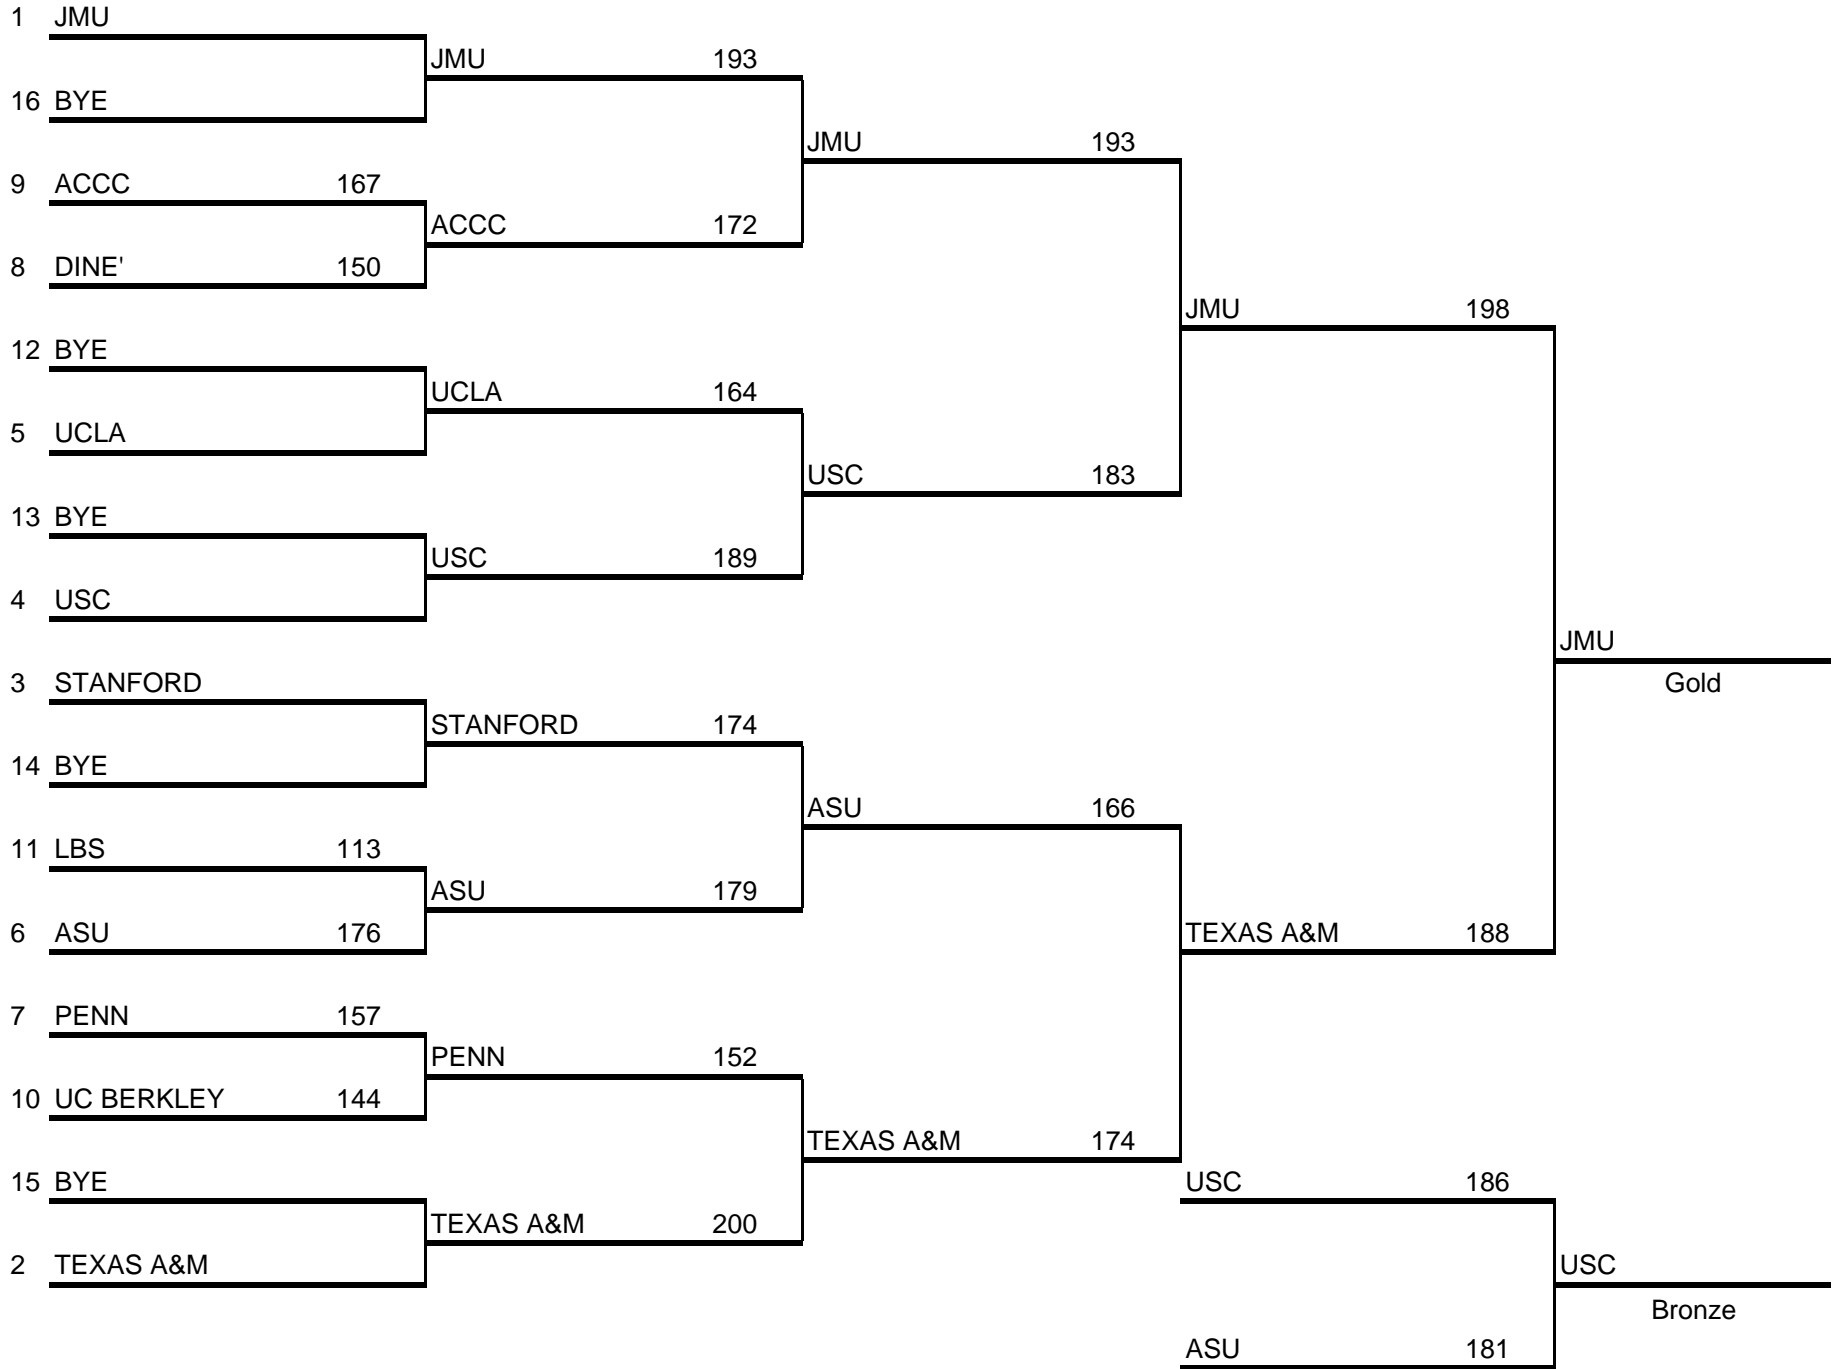 1 JMU
JMU 193
16 BYE
JMU 193
9 ACCC 167
ACCC 172
8 DINE' 150
JMU 198
12 BYE
UCLA 164
5 UCLA
USC 183
13 BYE
USC 189
4 USC
JMU
3 STANFORD Gold
STANFORD 174
14 BYE
ASU 166
11 LBS 113
ASU 179
6 ASU 176 TEXAS A&M 188
7 PENN 157
PENN 152
10 UC BERKLEY 144
TEXAS A&M 174
15 BYE USC 186
TEXAS A&M 200
2 TEXAS A&M USC
Bronze
ASU 181